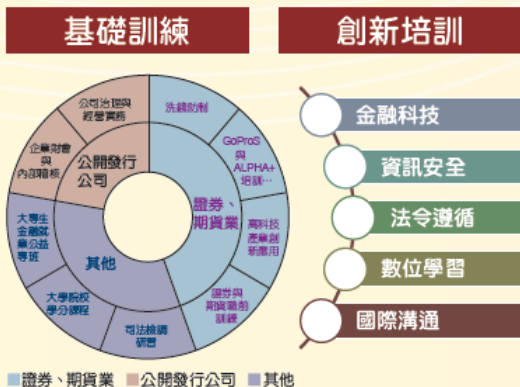 基礎訓練
創新培訓
公司治理與
經營實務
洗錢防制
企業財會
與
內部稽核
公開發行
公司
GoProS
與
ALPHA+
培訓…
證券、
期貨業
高科技
產業創
新應用
證券與
期貨職前
訓練
其他
大專生
金融就
業公益
專班
大學院校
學分課程
司法檢調
研習
金融科技
資訊安全
法令遵循
數位學習
國際溝通
證券、期貨業
公開發行公司
其他